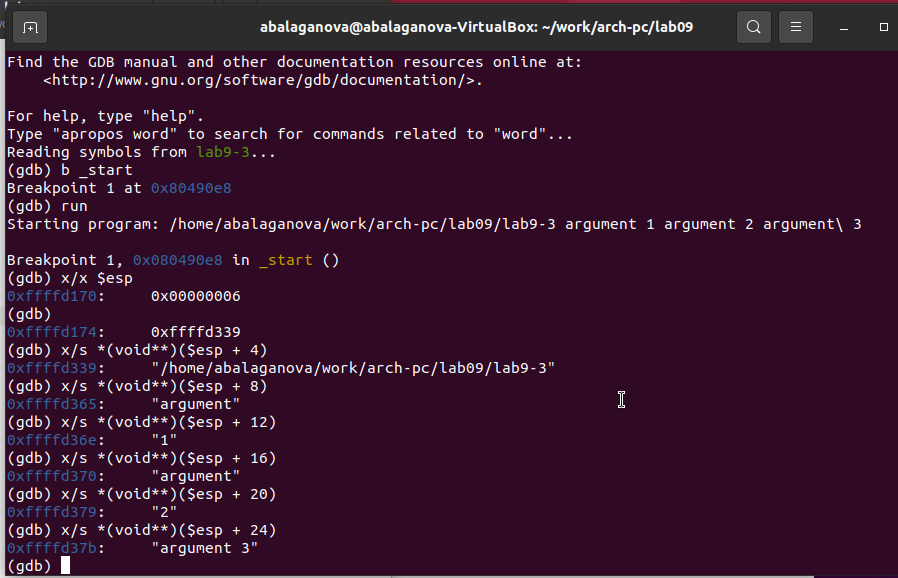 abalaganova@abalaganova-VirtualBox: ~/work/arch-pc/lab09
Find the GDB manual and other documentation resources online at:
    <http://www.gnu.org/software/gdb/documentation/>.

For help, type "help".
Type "apropos word" to search for commands related to "word"...
Reading symbols from lab9-3...
(gdb) b _start
Breakpoint 1 at 0x80490e8
(gdb) run
Starting program: /home/abalaganova/work/arch-pc/lab09/lab9-3 argument 1 argument 2 argument\ 3

Breakpoint 1, 0x080490e8 in _start ()
(gdb) x/x $esp
0xffffd170:     0x00000006
(gdb)
0xffffd174:     0xffffd339
(gdb) x/s *(void**)($esp + 4)
0xffffd339:     "/home/abalaganova/work/arch-pc/lab09/lab9-3"
(gdb) x/s *(void**)($esp + 8)
0xffffd365:     "argument"
(gdb) x/s *(void**)($esp + 12)
0xffffd36e:     "1"
(gdb) x/s *(void**)($esp + 16)
0xffffd370:     "argument"
(gdb) x/s *(void**)($esp + 20)
0xffffd379:     "2"
(gdb) x/s *(void**)($esp + 24)
0xffffd37b:     "argument 3"
(gdb)